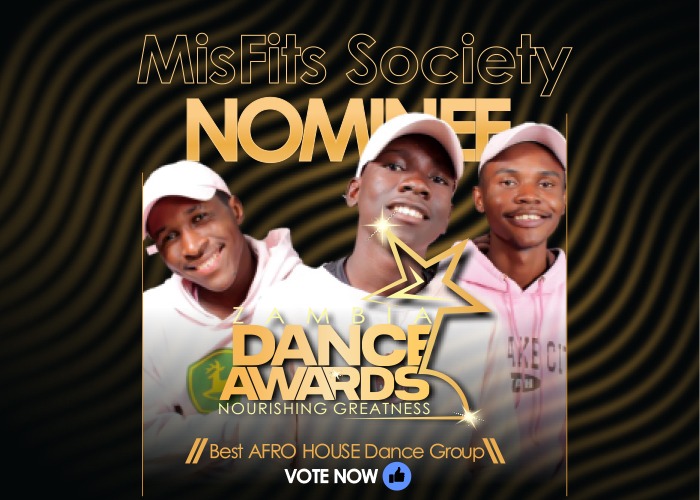 MisFits Society
NOMINEE
ZAMBIA
DANCE
AWARDS
NOURISHING GREATNESS
Best AFRO HOUSE Dance Group
VOTE NOW